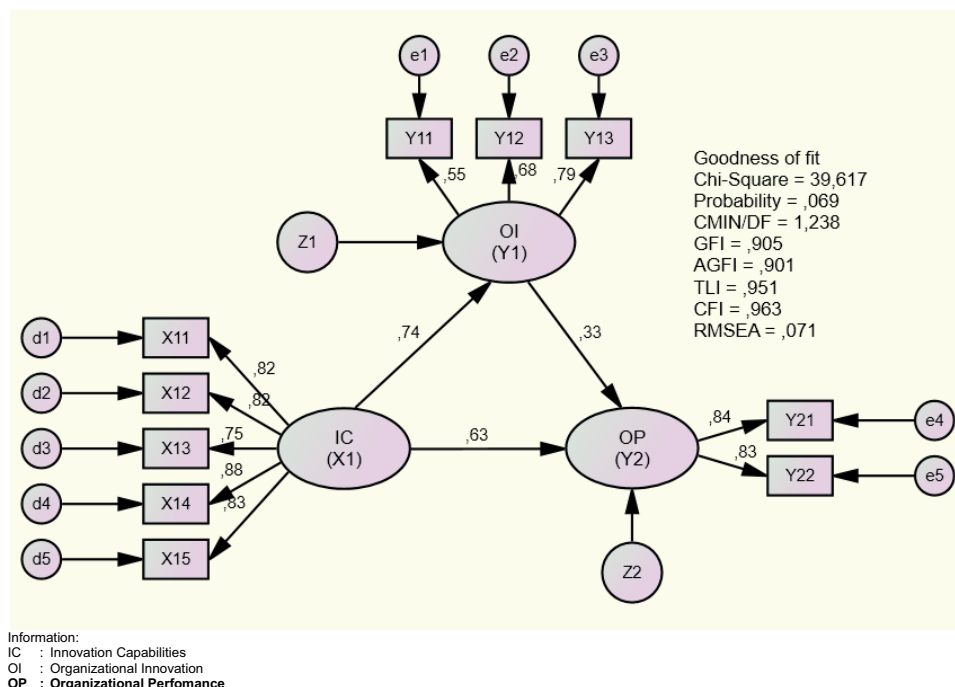 e1 e2 e3
Y11 Y12 Y13
,55 ,68 ,79
Z1
OI
(Y1)
Goodness of fit
Chi-Square = 39,617
Probability = ,069
CMIN/DF = 1,238
GFI = ,905
AGFI = ,901
TLI = ,951
CFI = ,963
RMSEA = ,071
,74 ,33
d1 X11 ,82
d2 X12 ,82
d3 X13 ,75
d4 X14 ,88
d5 X15 ,83
IC
(X1)
,63
OP
(Y2)
,84 Y21 e4
,83 Y22 e5
Z2
Information:
IC : Innovation Capabilities
OI : Organizational Innovation
OP : Organizational Perfomance